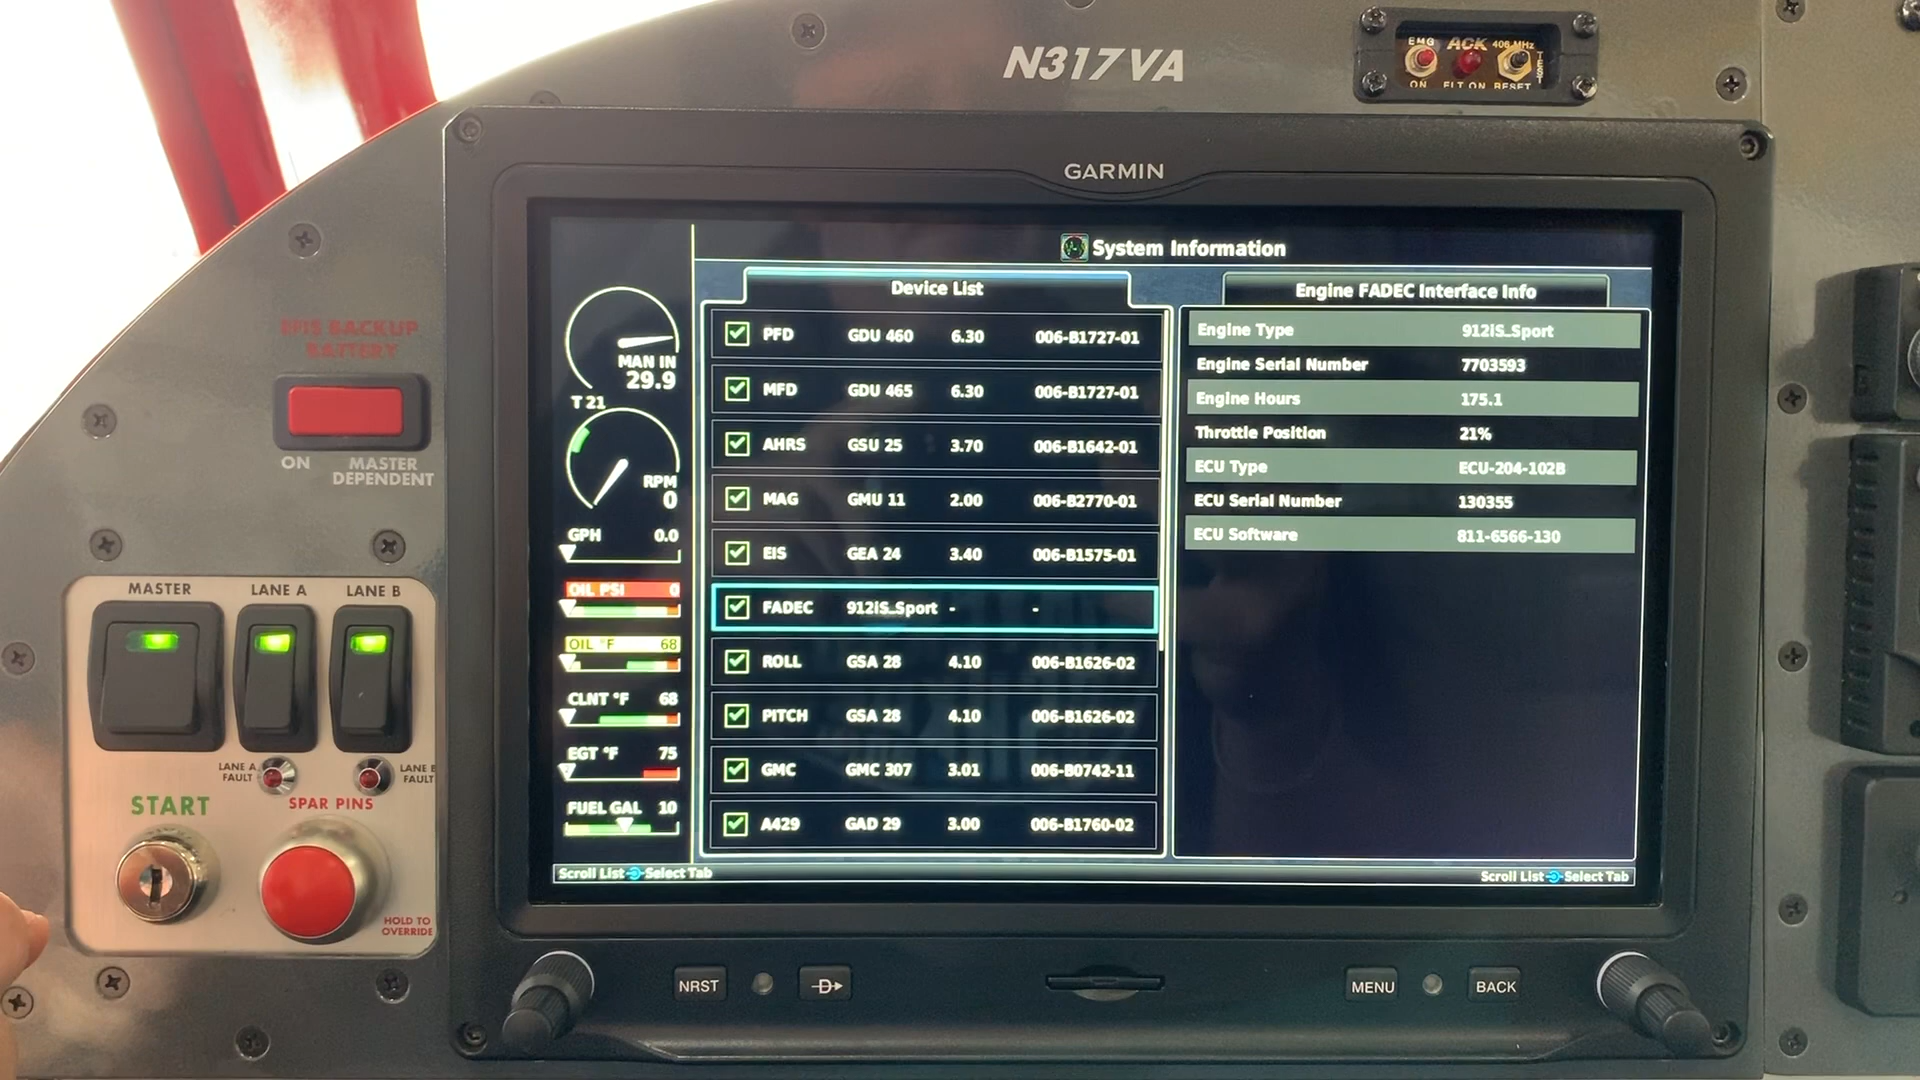 N317VA
EMG ACK 406 MHz
ON ELT ON RESET
TEST
GARMIN
EFIS BACKUP
BATTERY
ON MASTER
DEPENDENT
MASTER LANE A LANE B
LANE A
FAULT
LANE B
FAULT
START SPAR PINS
HOLD TO
OVERRIDE
System Information
MAN IN
29.9
T 21
RPM
0
GPH 0.0
OIL PSI 0
OIL °F 68
CLNT °F 68
EGT °F 75
FUEL GAL 10
Device List
PFD GDU 460 6.30 006-B1727-01
MFD GDU 465 6.30 006-B1727-01
AHRS GSU 25 3.70 006-B1642-01
MAG GMU 11 2.00 006-B2770-01
EIS GEA 24 3.40 006-B1575-01
FADEC 912iS_Sport - -
ROLL GSA 28 4.10 006-B1626-02
PITCH GSA 28 4.10 006-B1626-02
GMC GMC 307 3.01 006-B0742-11
A429 GAD 29 3.00 006-B1760-02
Engine FADEC Interface Info
Engine Type 912iS_Sport
Engine Serial Number 7703593
Engine Hours 175.1
Throttle Position 21%
ECU Type ECU-204-102B
ECU Serial Number 130355
ECU Software 811-6566-130
Scroll List Select Tab
Scroll List Select Tab
NRST D MENU BACK